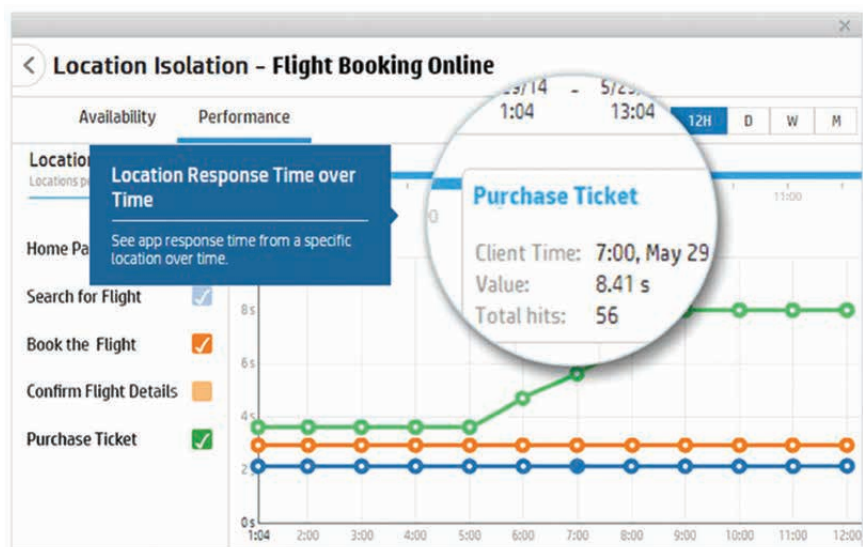 Location Isolation – Flight Booking Online
Availability
Performance
1:04
-
13:04
12H
D
W
M
Location Response Time over
Time
See app response time from a specific
location over time.
11:00
Purchase Ticket
Client Time: 7:00, May 29
Value: 8.41 s
Total hits: 56
Search for Flight
Book the Flight
Confirm Flight Details
Purchase Ticket
8s
6s
4s
0s
1:04
2:00
3:00
4:00
5:00
6:00
7:00
8:00
9:00
10:00
11:00
12:00